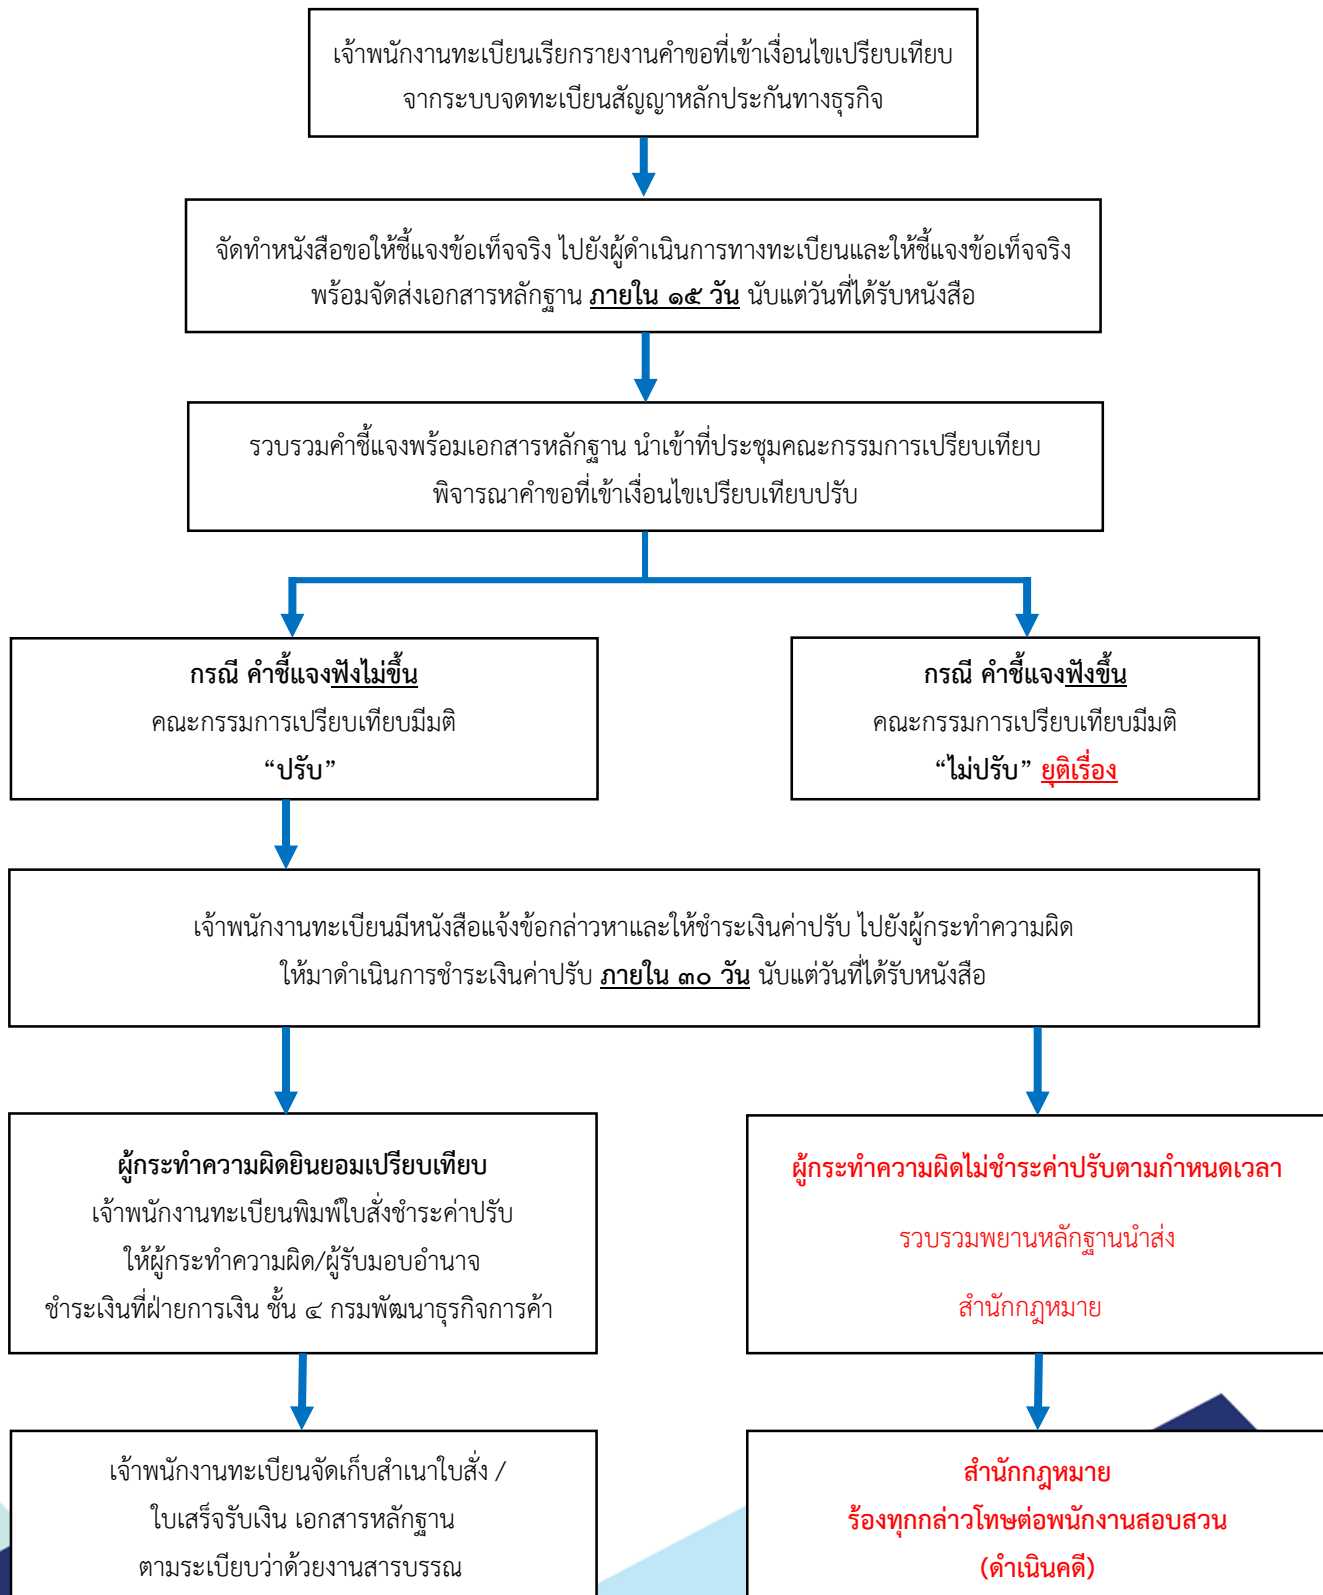 เจ้าพนักงานทะเบียนเรียกรายงานคำขอที่เข้าเงื่อนไขเปรียบเทียบ
จากระบบจดทะเบียนสัญญาหลักประกันทางธุรกิจ
จัดทำหนังสือขอให้ชี้แจงข้อเท็จจริง ไปยังผู้ดำเนินการทางทะเบียนและให้ชี้แจงข้อเท็จจริง
พร้อมจัดส่งเอกสารหลักฐาน ภายใน ๑๕ วัน นับแต่วันที่ได้รับหนังสือ
รวบรวมคำชี้แจงพร้อมเอกสารหลักฐาน นำเข้าที่ประชุมคณะกรรมการเปรียบเทียบ
พิจารณาคำขอที่เข้าเงื่อนไขเปรียบเทียบปรับ
กรณี คำชี้แจงฟังไม่ขึ้น
คณะกรรมการเปรียบเทียบมีมติ
“ปรับ”
กรณี คำชี้แจงฟังขึ้น
คณะกรรมการเปรียบเทียบมีมติ
“ไม่ปรับ” ยุติเรื่อง
เจ้าพนักงานทะเบียนมีหนังสือแจ้งข้อกล่าวหาและให้ชำระเงินค่าปรับ ไปยังผู้กระทำความผิด
ให้มาดำเนินการชำระเงินค่าปรับ ภายใน ๓๐ วัน นับแต่วันที่ได้รับหนังสือ
ผู้กระทำความผิดยินยอมเปรียบเทียบ
เจ้าพนักงานทะเบียนพิมพ์ใบสั่งชำระค่าปรับ
ให้ผู้กระทำความผิด/ผู้รับมอบอำนาจ
ชำระเงินที่ฝ่ายการเงิน ชั้น ๔ กรมพัฒนาธุรกิจการค้า
ผู้กระทำความผิดไม่ชำระค่าปรับตามกำหนดเวลา
รวบรวมพยานหลักฐานนำส่ง
สำนักกฎหมาย
เจ้าพนักงานทะเบียนจัดเก็บสำเนาใบสั่ง /
ใบเสร็จรับเงิน เอกสารหลักฐาน
ตามระเบียบว่าด้วยงานสารบรรณ
สำนักกฎหมาย
ร้องทุกกล่าวโทษต่อพนักงานสอบสวน
(ดำเนินคดี)